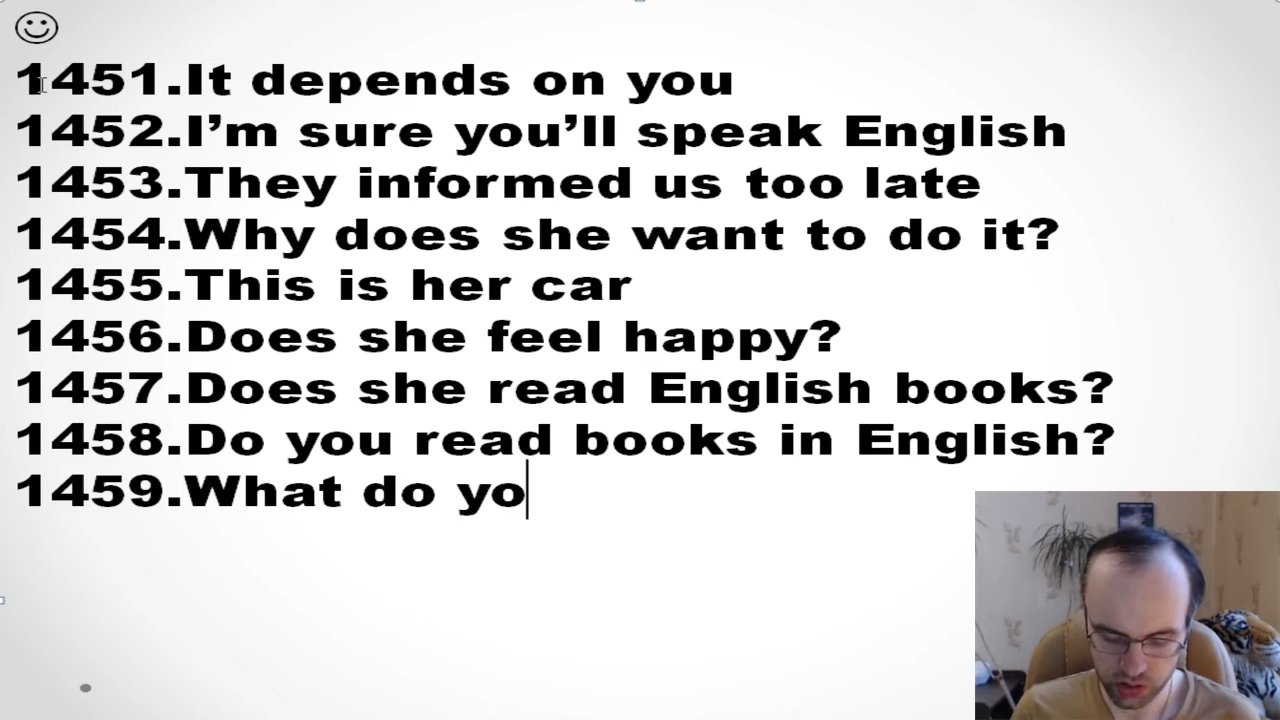 1451.It depends on you
1452.I'm sure you'll speak English
1453.They informed us too late
1454.Why does she want to do it?
1455.This is her car
1456.Does she feel happy?
1457.Does she read English books?
1458.Do you read books in English?
1459.What do yo